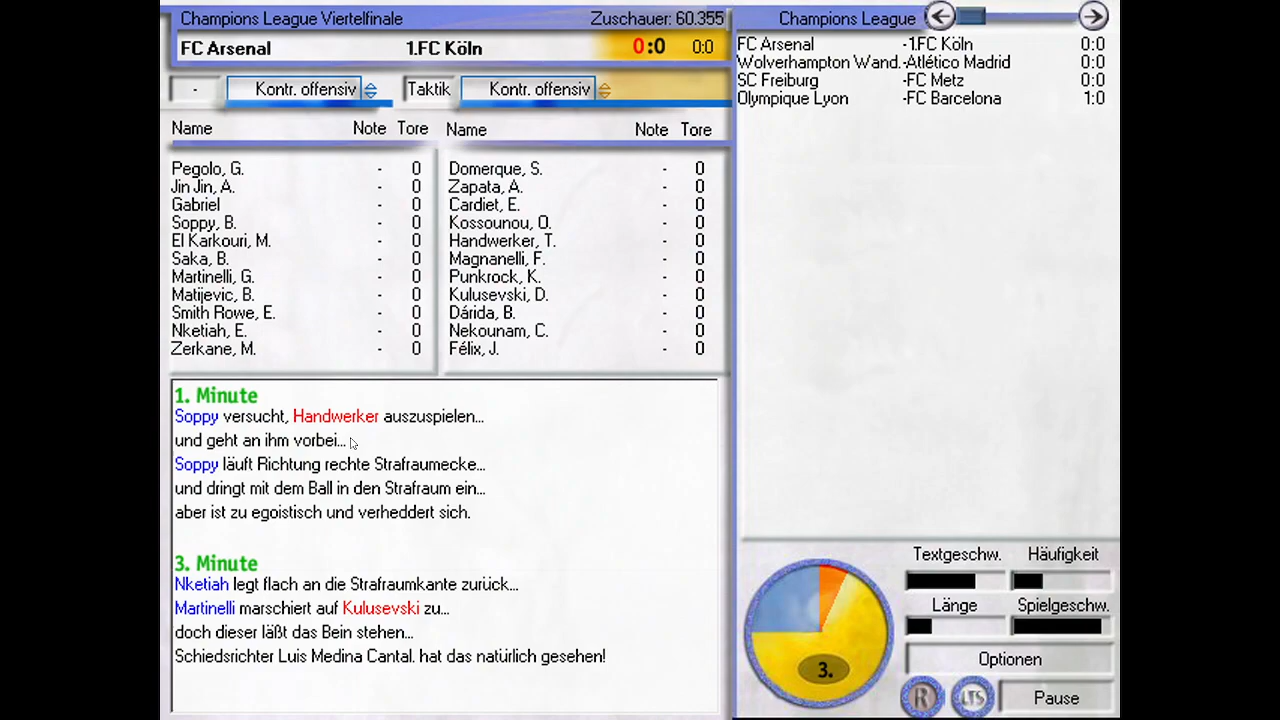 Champions League Viertelfinale Zuschauer: 60.355
FC Arsenal 1.FC Köln 0:0 0:0
- Kontr. offensiv Taktik Kontr. offensiv
Name Note Tore Name Note Tore
Pegolo, G. - 0 Domerque, S. - 0
Jin Jin, A. - 0 Zapata, A. - 0
Gabriel - 0 Cardiet, E. - 0
Soppy, B. - 0 Kossounou, O. - 0
El Karkouri, M. - 0 Handwerker, T. - 0
Saka, B. - 0 Magnanelli, F. - 0
Martinelli, G. - 0 Punkrock, K. - 0
Matijevic, B. - 0 Kulusevski, D. - 0
Smith Rowe, E. - 0 Dárida, B. - 0
Nketiah, E. - 0 Nekounam, C. - 0
Zerkane, M. - 0 Félix, J. - 0
1. Minute
Soppy versucht, Handwerker auszuspielen...
und geht an ihm vorbei...
Soppy läuft Richtung rechte Strafraumecke...
und dringt mit dem Ball in den Strafraum ein...
aber ist zu egoistisch und verheddert sich.
3. Minute
Nketiah legt flach an die Strafraumkante zurück...
Martinelli marschiert auf Kulusevski zu...
doch dieser läßt das Bein stehen...
Schiedsrichter Luis Medina Cantal. hat das natürlich gesehen!
Champions League
FC Arsenal -1.FC Köln 0:0
Wolverhampton Wand. -Atlético Madrid 0:0
SC Freiburg -FC Metz 0:0
Olympique Lyon -FC Barcelona 1:0
Textgeschw. Häufigkeit
Länge Spielgeschw.
3.
Optionen
R LTS Pause